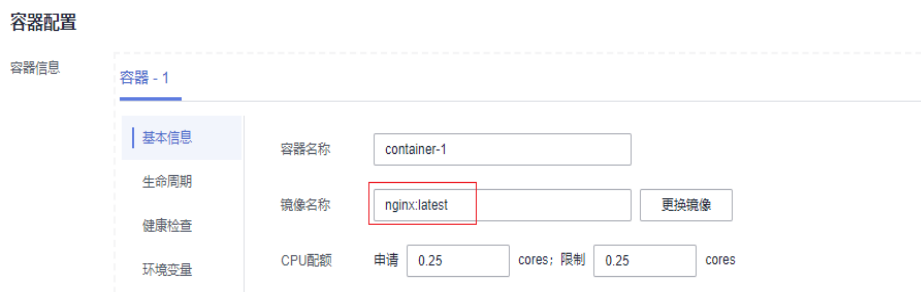 容器配置
容器信息
容器 - 1
基本信息
容器名称 container-1
生命周期
镜像名称 nginx:latest 更换镜像
健康检查
CPU配额 申请 0.25 cores; 限制 0.25 cores
环境变量